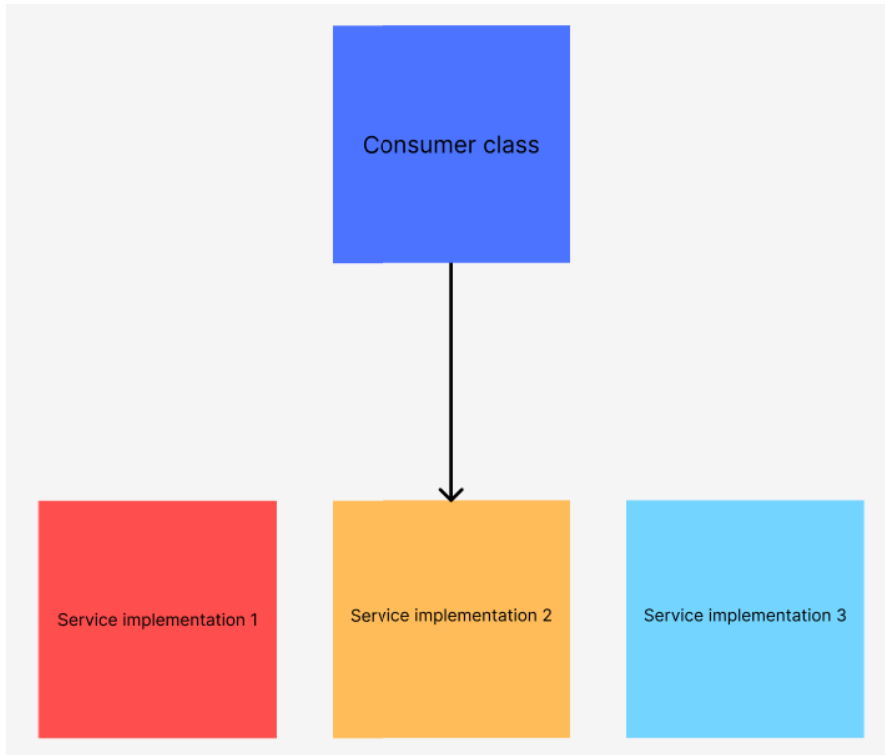 Consumer class
Service implementation 1
Service implementation 2
Service implementation 3